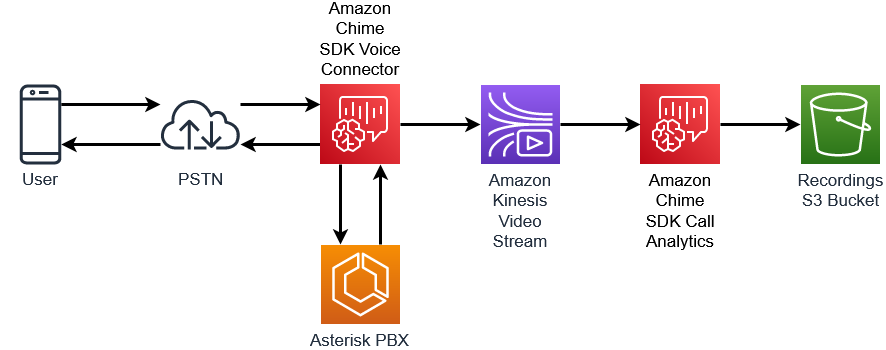 Amazon
Chime
SDK Voice
Connector
User
PSTN
Amazon
Kinesis
Video
Stream
Amazon
Chime
SDK Call
Analytics
Recordings
S3 Bucket
Asterisk PBX